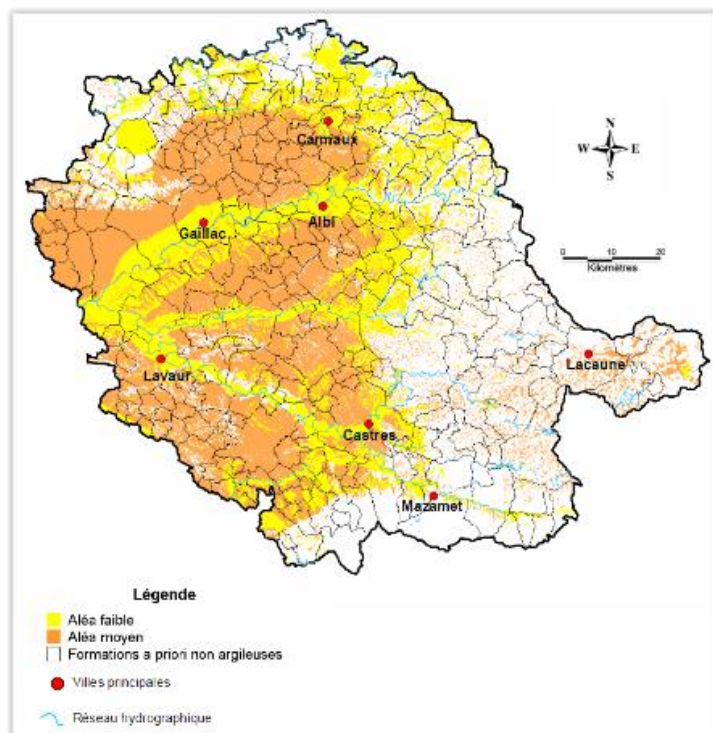 Carmaux
N
W E
S
Gaillac
Albi
0 10 20
Kilomètres
Lacaune
Lavaur
Castres
Mazamet
Légende
Aléa faible
Aléa moyen
Formations a priori non argileuses
Villes principales
Réseau hydrographique